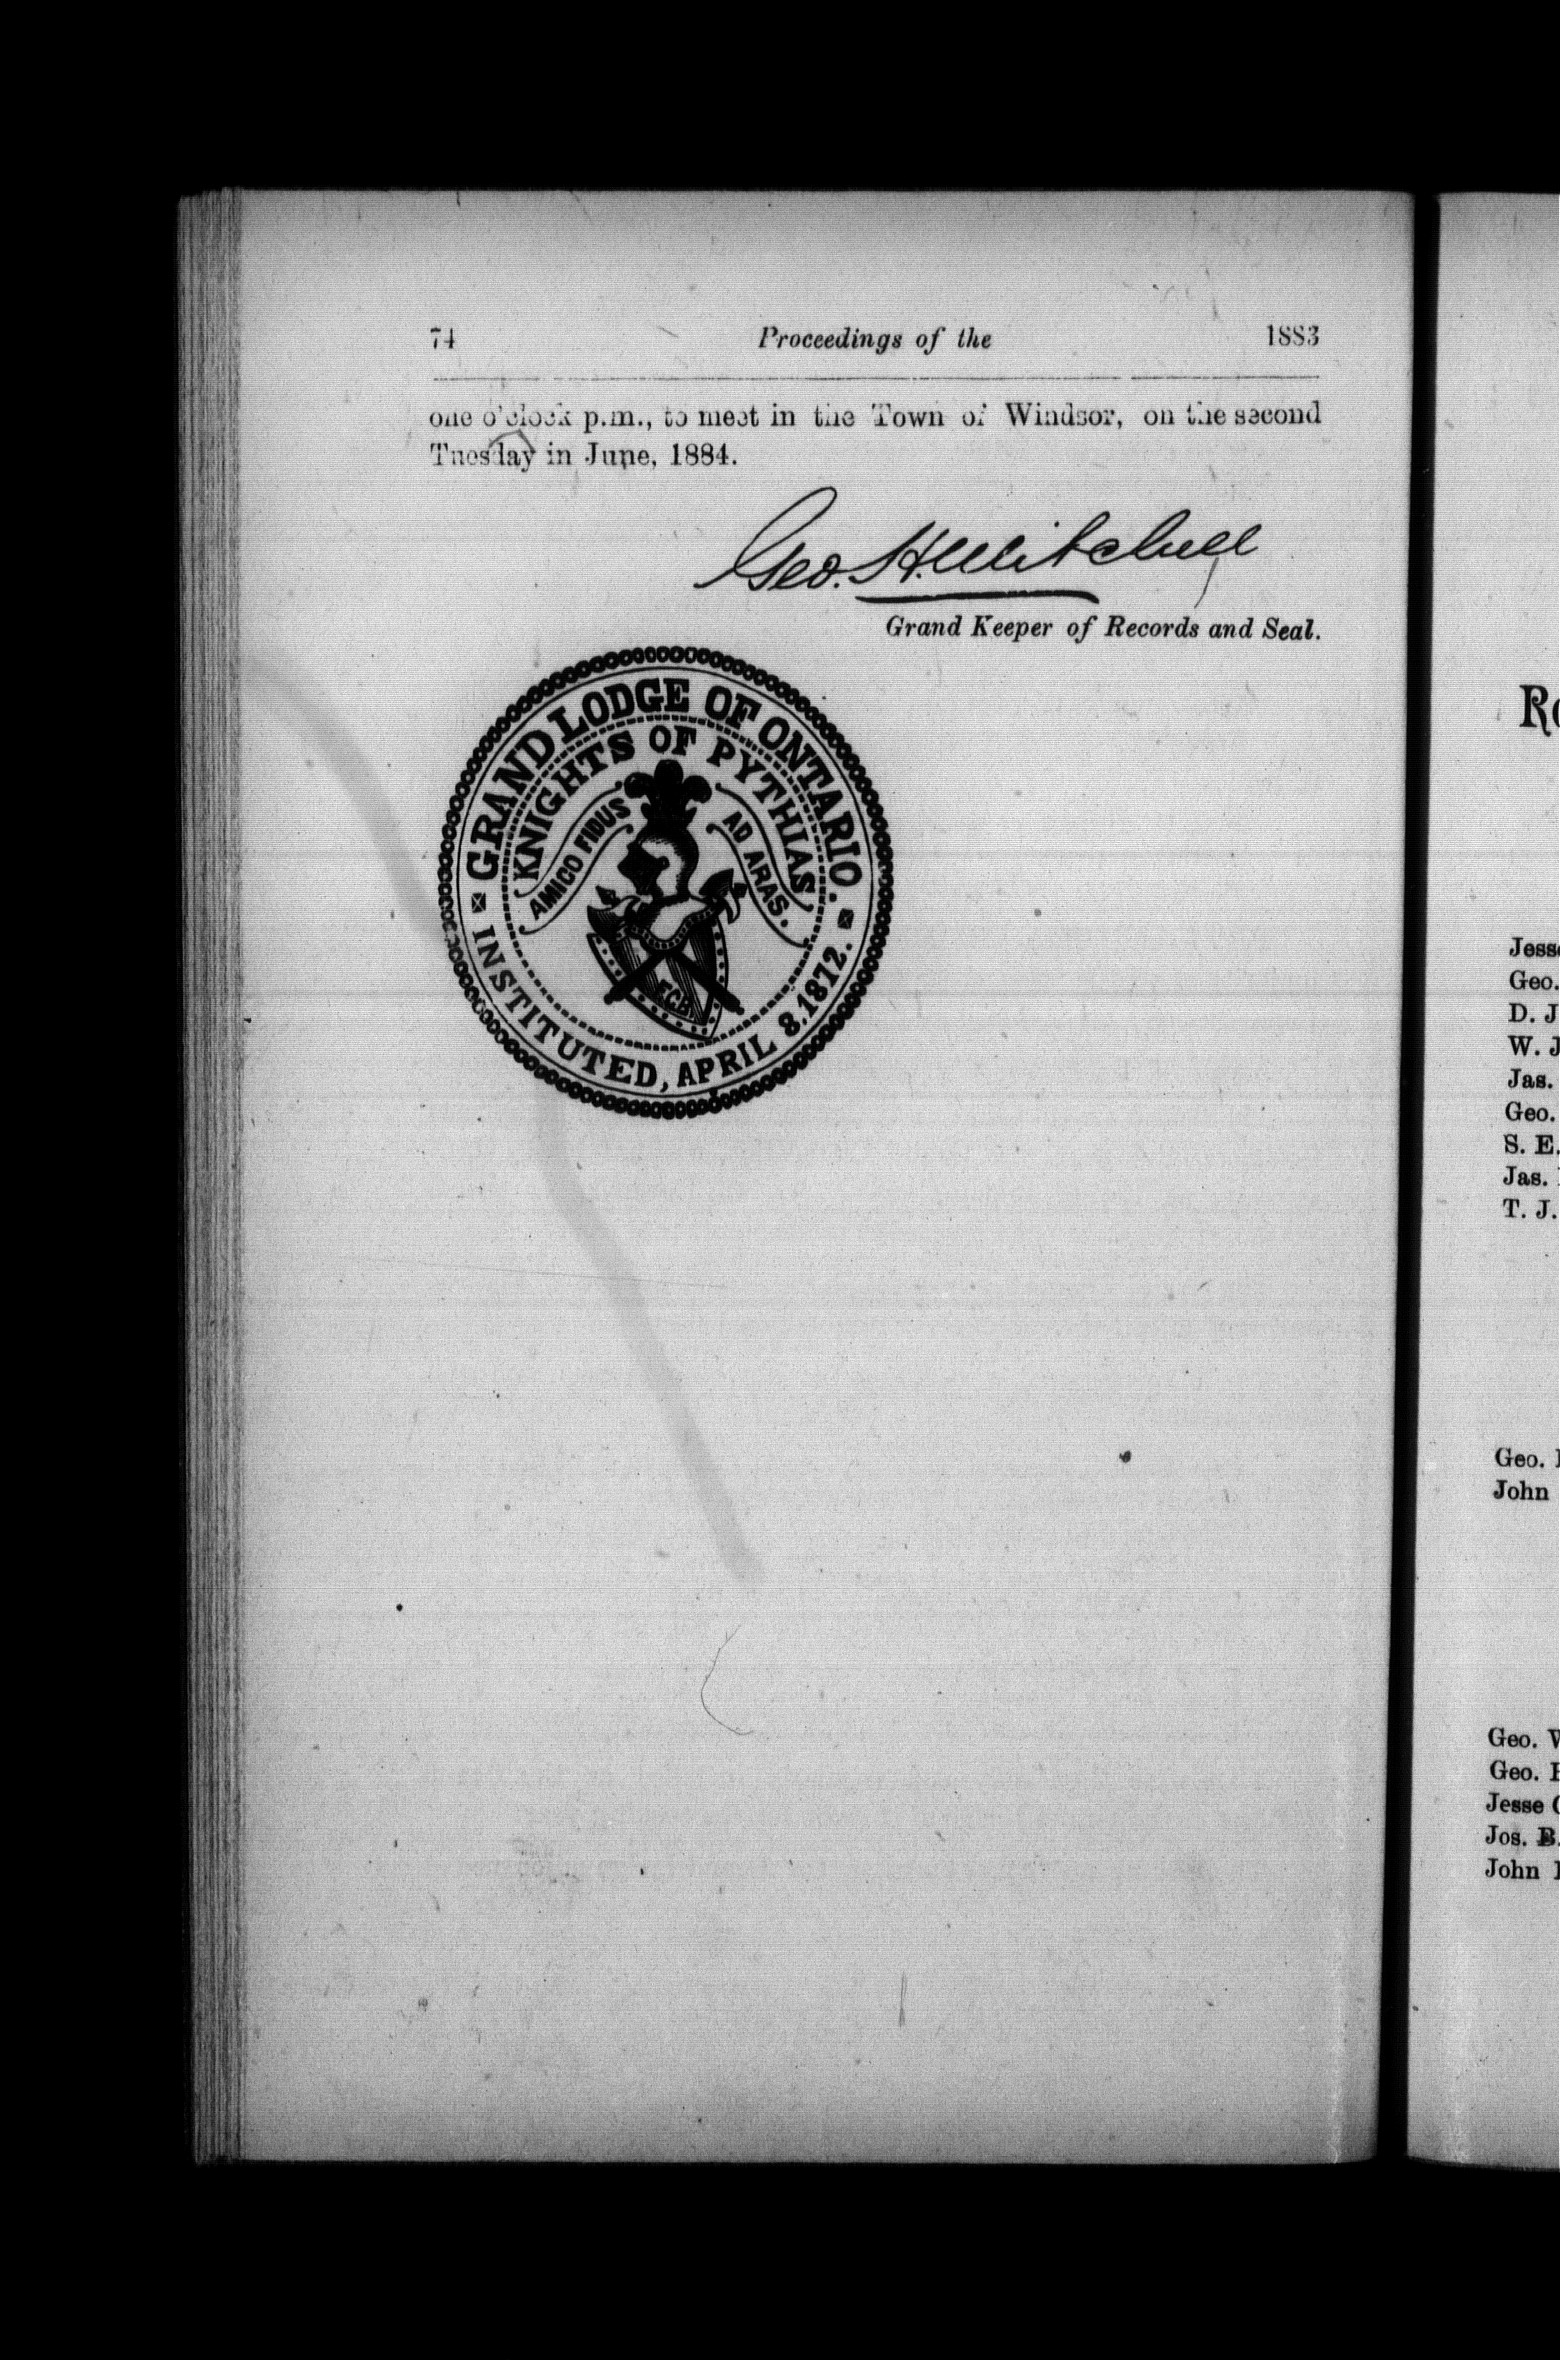 74 Proceedings of the 1883
one o'clock p.m., to meet in the Town of Windsor, on the second
Tuesday in June, 1884.
Geo. H. Mitchell
Grand Keeper of Records and Seal.
GRAND LODGE OF ONTARIO.
KNIGHTS OF PYTHIAS.
AMICO FIDUS
AD ARAS.
F.C.B.
INSTITUTED, APRIL 8, 1872.
Jesse
Geo.
D. J
W. J
Jas.
Geo.
S. E.
Jas.
T. J.
Geo.
John
Geo. W
Geo. H
Jesse
Jos. B.
John